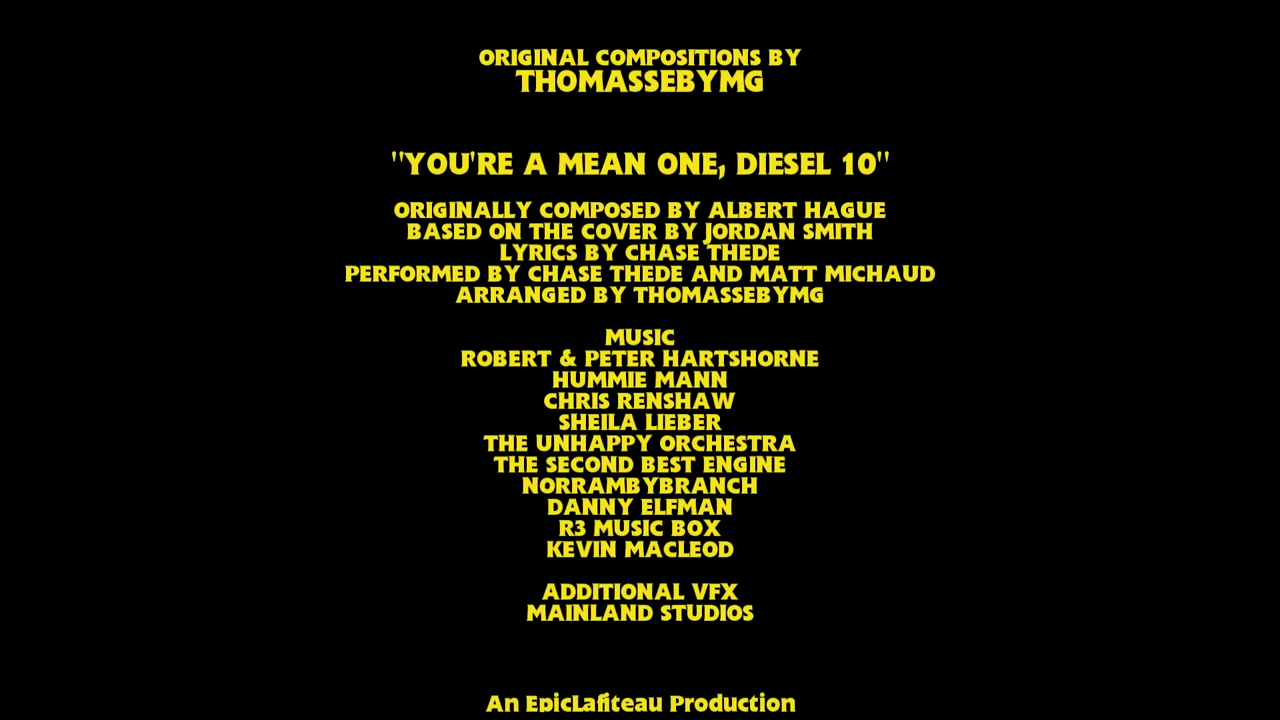 ORIGINAL COMPOSITIONS BY
THOMASSEBYMG
"YOU'RE A MEAN ONE, DIESEL 10"
ORIGINALLY COMPOSED BY ALBERT HAGUE
BASED ON THE COVER BY JORDAN SMITH
LYRICS BY CHASE THEDE
PERFORMED BY CHASE THEDE AND MATT MICHAUD
ARRANGED BY THOMASSEBYMG
MUSIC
ROBERT & PETER HARTSHORNE
HUMMIE MANN
CHRIS RENSHAW
SHEILA LIEBER
THE UNHAPPY ORCHESTRA
THE SECOND BEST ENGINE
NORRAMBYBRANCH
DANNY ELFMAN
R3 MUSIC BOX
KEVIN MACLEOD
ADDITIONAL VFX
MAINLAND STUDIOS
An EpicLafiteau Production